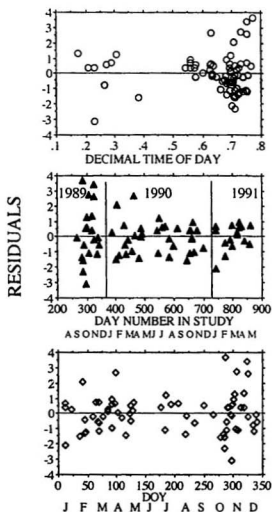 4
3
2
1
0
-1
-2
-3
-4
.1 .2 .3 .4 .5 .6 .7 .8
DECIMAL TIME OF DAY
RESIDUALS
4
3
2
1
0
-1
-2
-3
-4
1989 1990 1991
200 300 400 500 600 700 800 900
DAY NUMBER IN STUDY
A S O N D J F M A M J J A S O N D J F M A M
4
3
2
1
0
-1
-2
-3
-4
0 50 100 150 200 250 300 350
DOY
J F M A M J J A S O N D